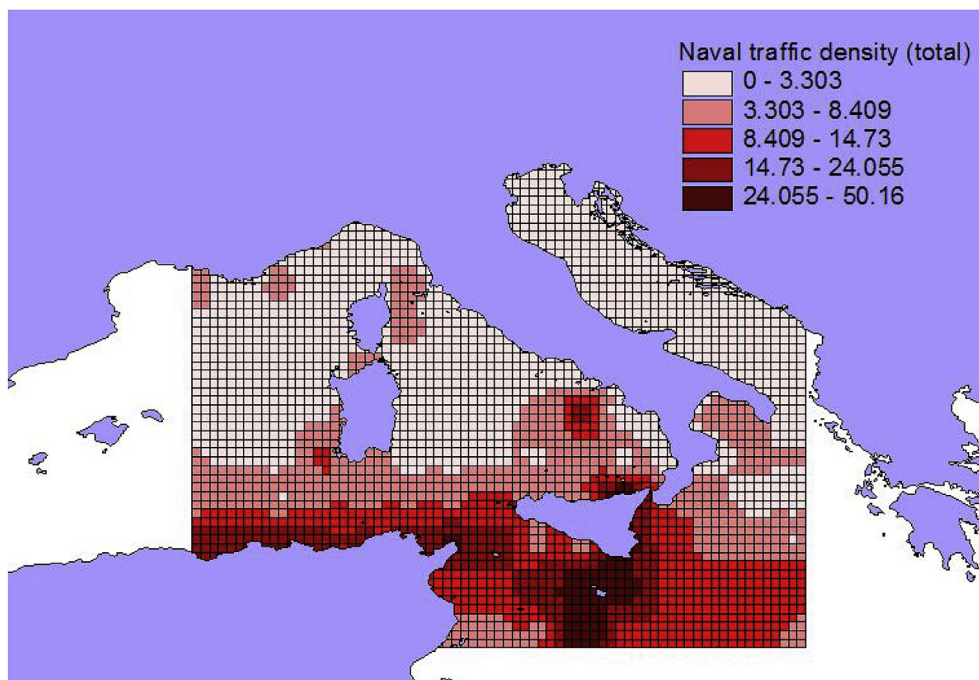 Naval traffic density (total)
0 - 3.303
3.303 - 8.409
8.409 - 14.73
14.73 - 24.055
24.055 - 50.16